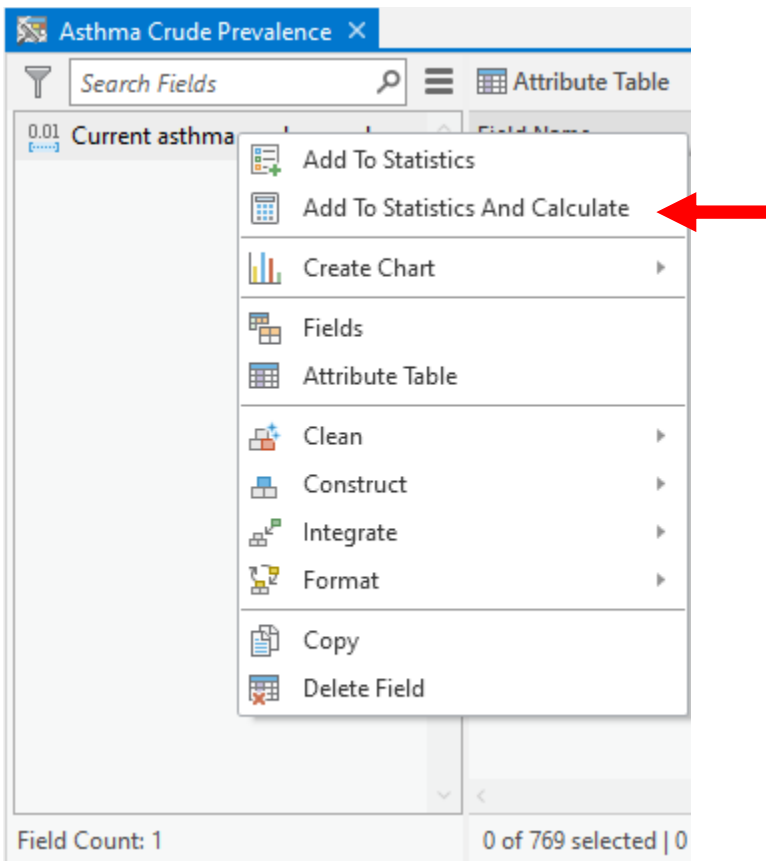 Asthma Crude Prevalence
Search Fields
Attribute Table
0.01
Current asthma
Field Name
Add To Statistics
Add To Statistics And Calculate
Create Chart
Fields
Attribute Table
Clean
Construct
Integrate
Format
Copy
Delete Field
Field Count: 1
0 of 769 selected | 0